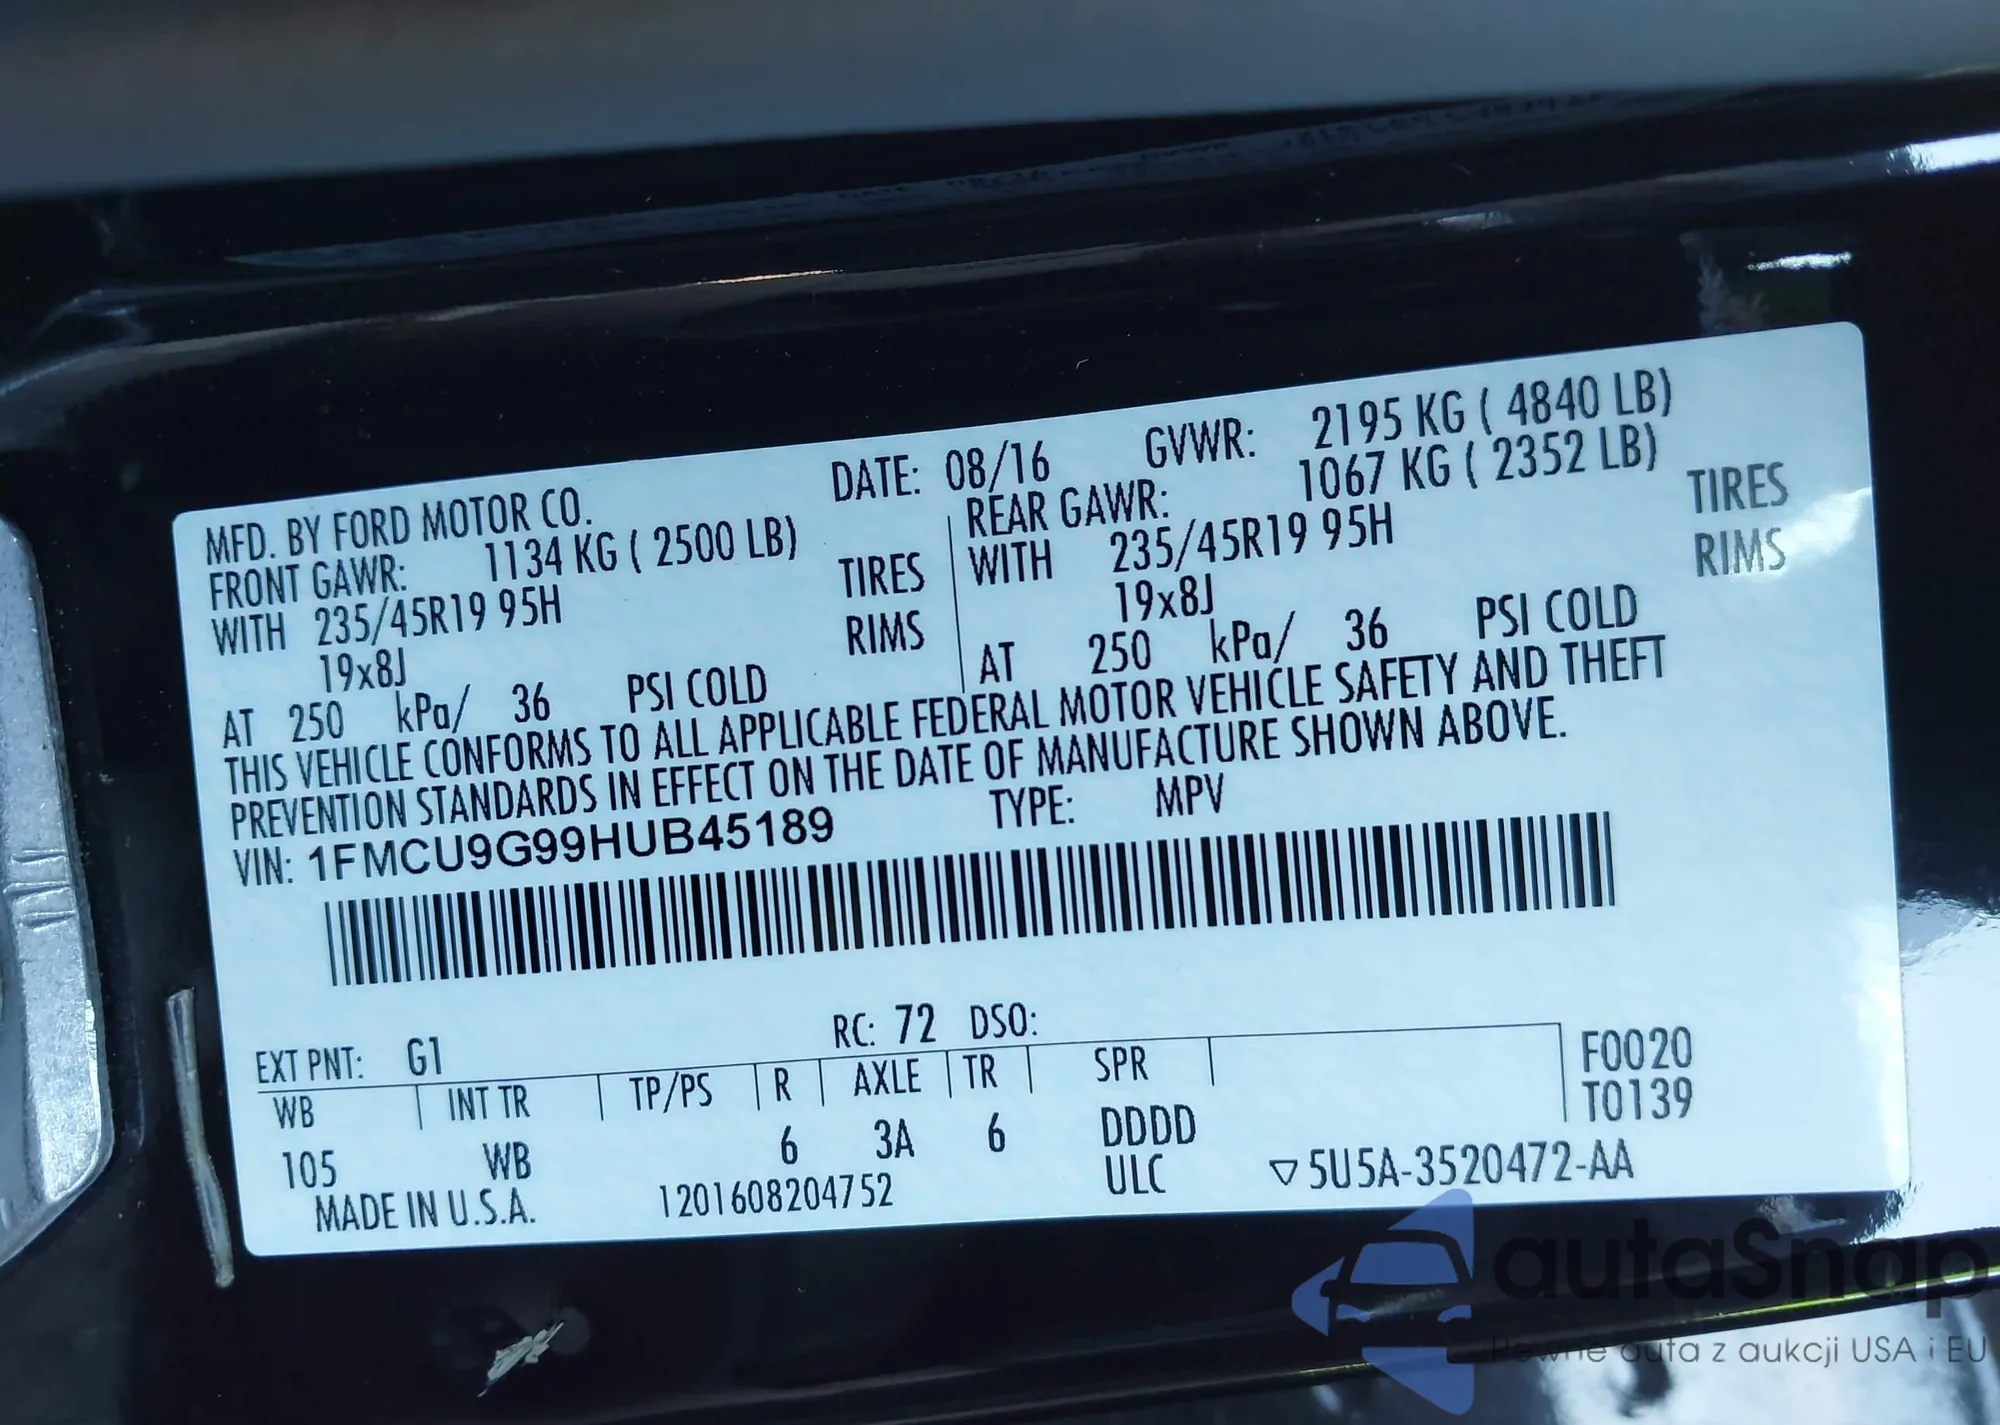 MFD. BY FORD MOTOR CO. DATE: 08/16 GVWR: 2195 KG ( 4840 LB)
FRONT GAWR: 1134 KG ( 2500 LB) REAR GAWR: 1067 KG ( 2352 LB)
WITH 235/45R19 95H TIRES WITH 235/45R19 95H TIRES
19x8J RIMS 19x8J RIMS
AT 250 kPa/ 36 PSI COLD AT 250 kPa/ 36 PSI COLD
THIS VEHICLE CONFORMS TO ALL APPLICABLE FEDERAL MOTOR VEHICLE SAFETY AND THEFT
PREVENTION STANDARDS IN EFFECT ON THE DATE OF MANUFACTURE SHOWN ABOVE.
VIN: 1FMCU9G99HUB45189 TYPE: MPV
EXT PNT: G1 RC: 72 DSO:
WB INT TR TP/PS R AXLE TR SPR F0020
T0139
105 WB 6 3A 6 DDDD
MADE IN U.S.A. 1201608204752 ULC ▽5U5A-3520472-AA
autaSnap
Pewne auta z aukcji USA i EU